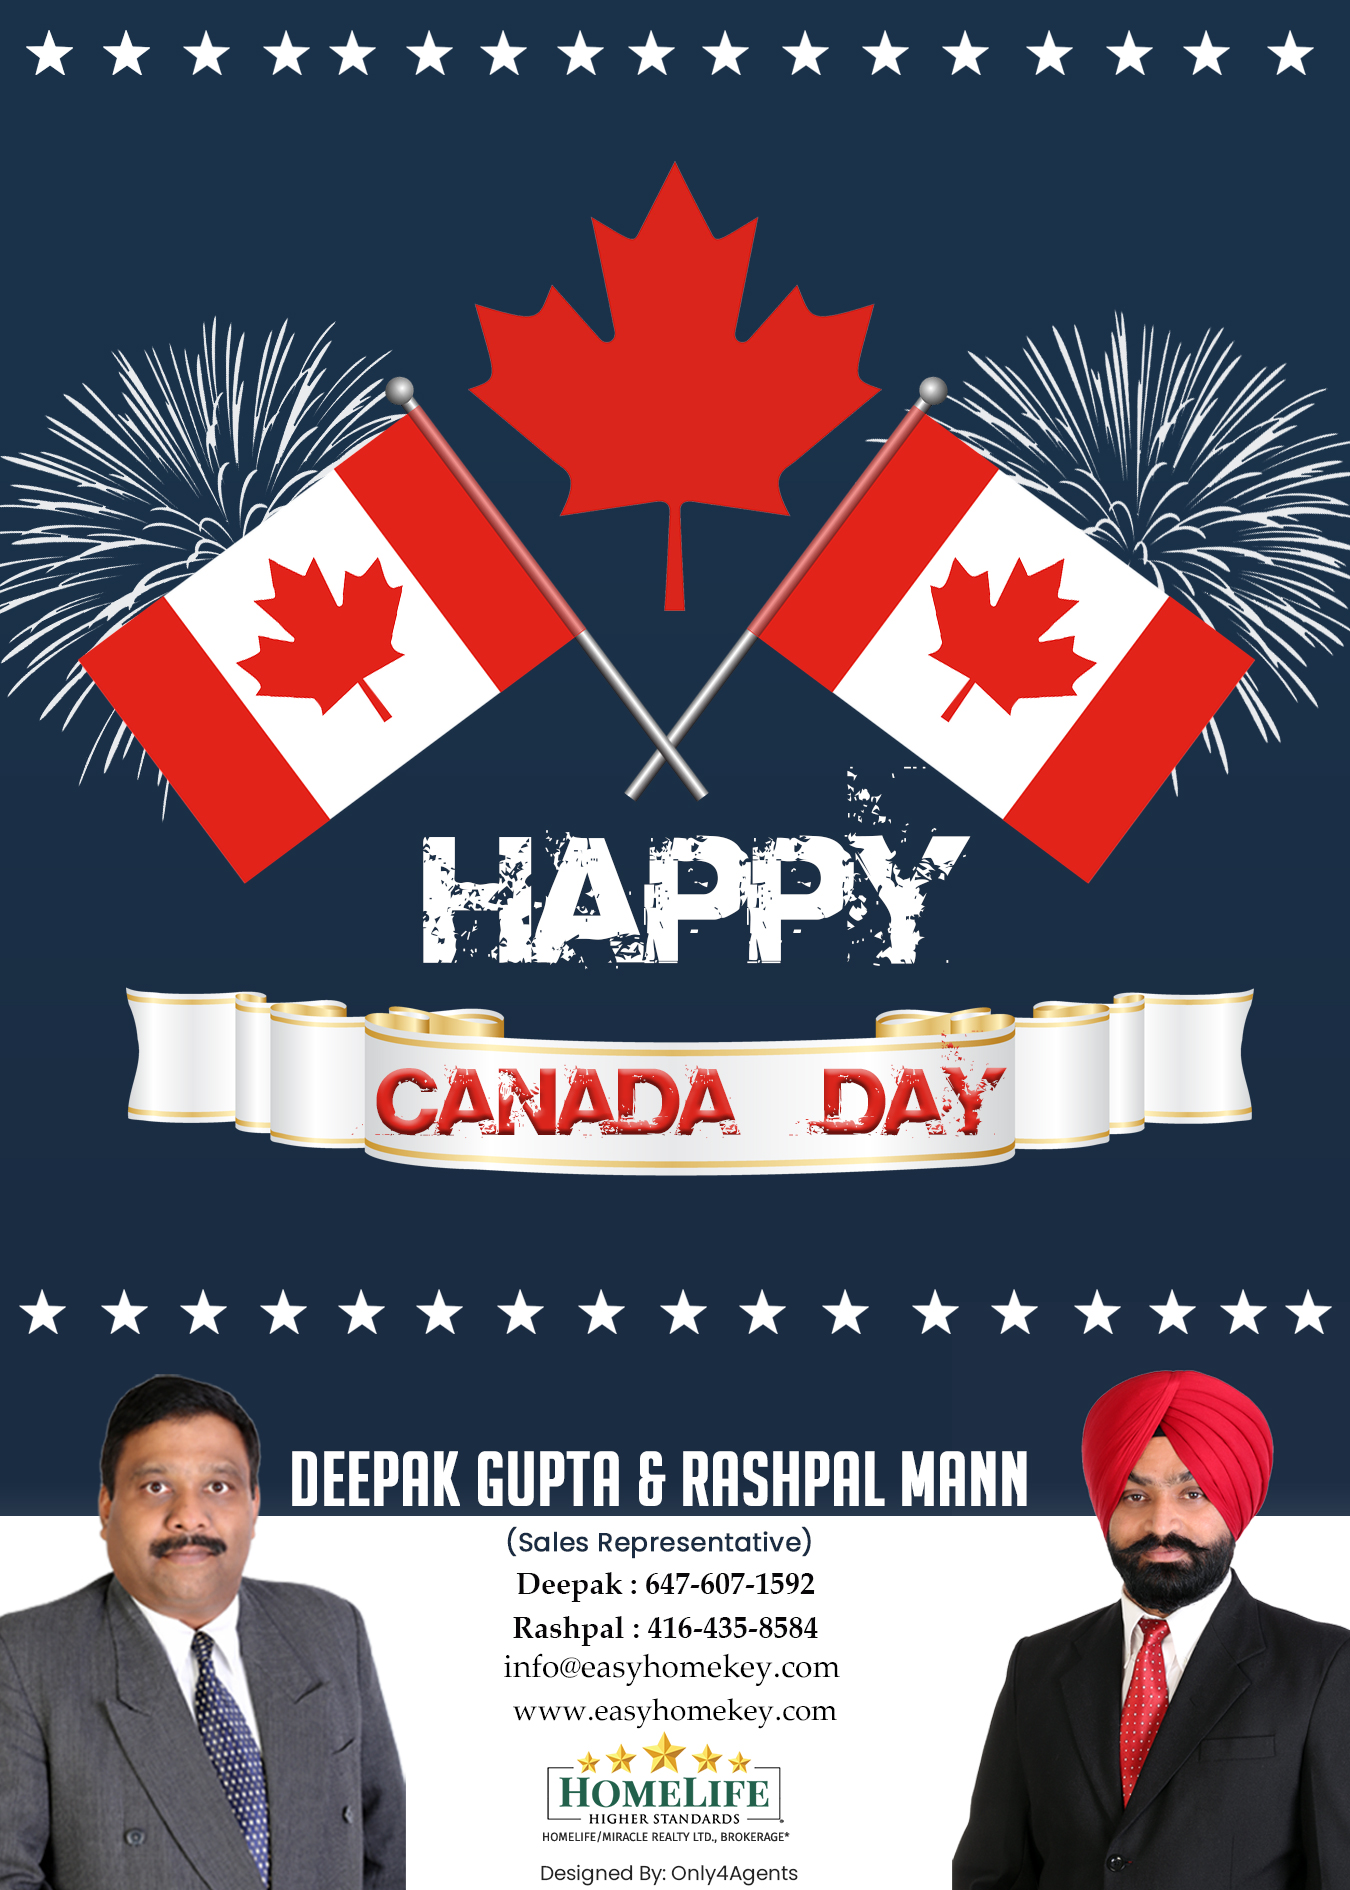 HAPPY
CANADA DAY
DEEPAK GUPTA & RASHPAL MANN
(Sales Representative)
Deepak : 647-607-1592
Rashpal : 416-435-8584
info@easyhomekey.com
www.easyhomekey.com
HOMELIFE
HIGHER STANDARDS
HOMELIFE/MIRACLE REALTY LTD., BROKERAGE*
Designed By: Only4Agents